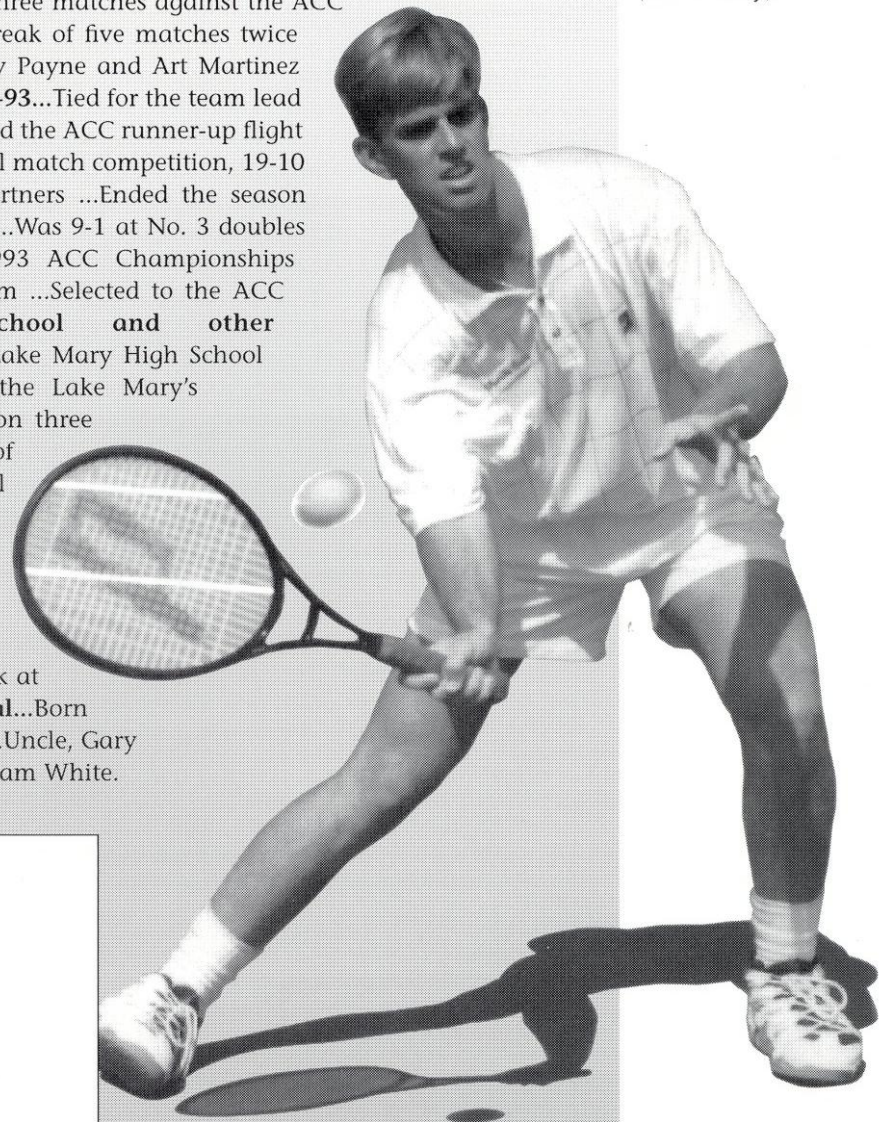 three matches against the ACC
reak of five matches twice
y Payne and Art Martinez
-93...Tied for the team lead
d the ACC runner-up flight
l match competition, 19-10
rtners ...Ended the season
...Was 9-1 at No. 3 doubles
993 ACC Championships
m ...Selected to the ACC
chool and other
ake Mary High School
the Lake Mary's
on three
of
l
k at
al...Born
.Uncle, Gary
am White.